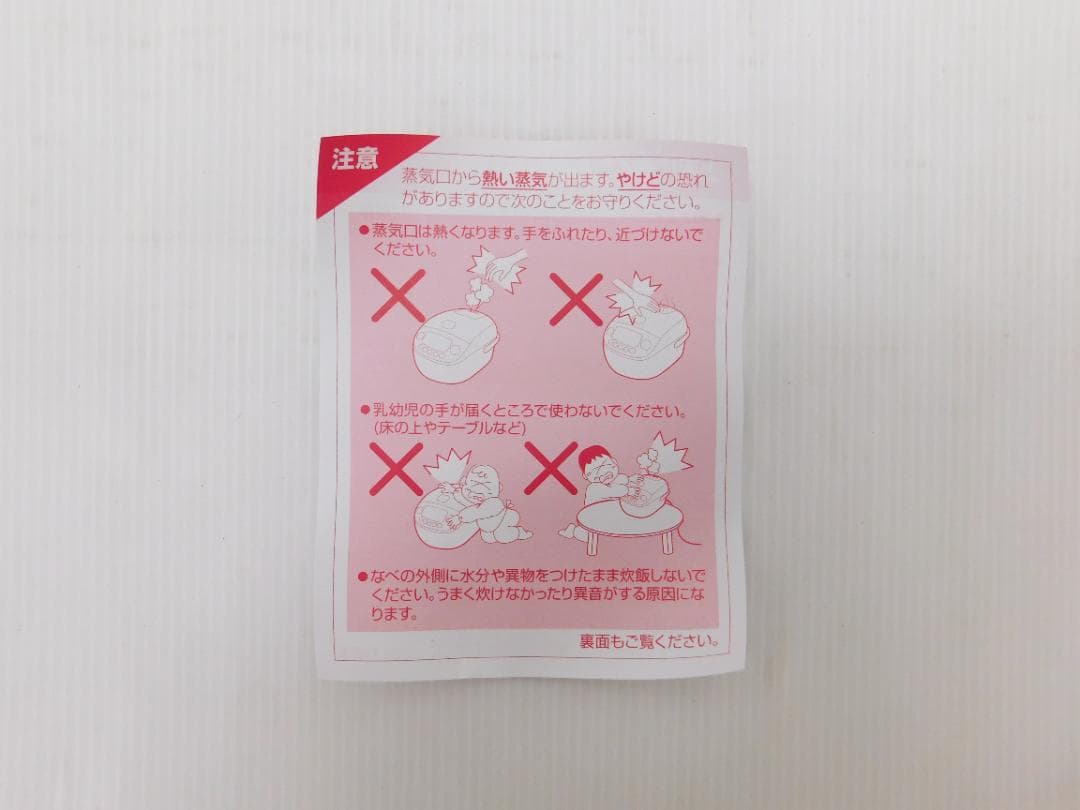 注意
蒸気口から熱い蒸気が出ます。やけどの恐れ
がありますので次のことをお守りください。
●蒸気口は熱くなります。手をふれたり、近づけないで
ください。
●乳幼児の手が届くところで使わないでください。
(床の上やテーブルなど)
●なべの外側に水分や異物をつけたまま炊飯しないで
ください。うまく炊けなかったり異音がする原因にな
ります。
裏面もご覧ください。